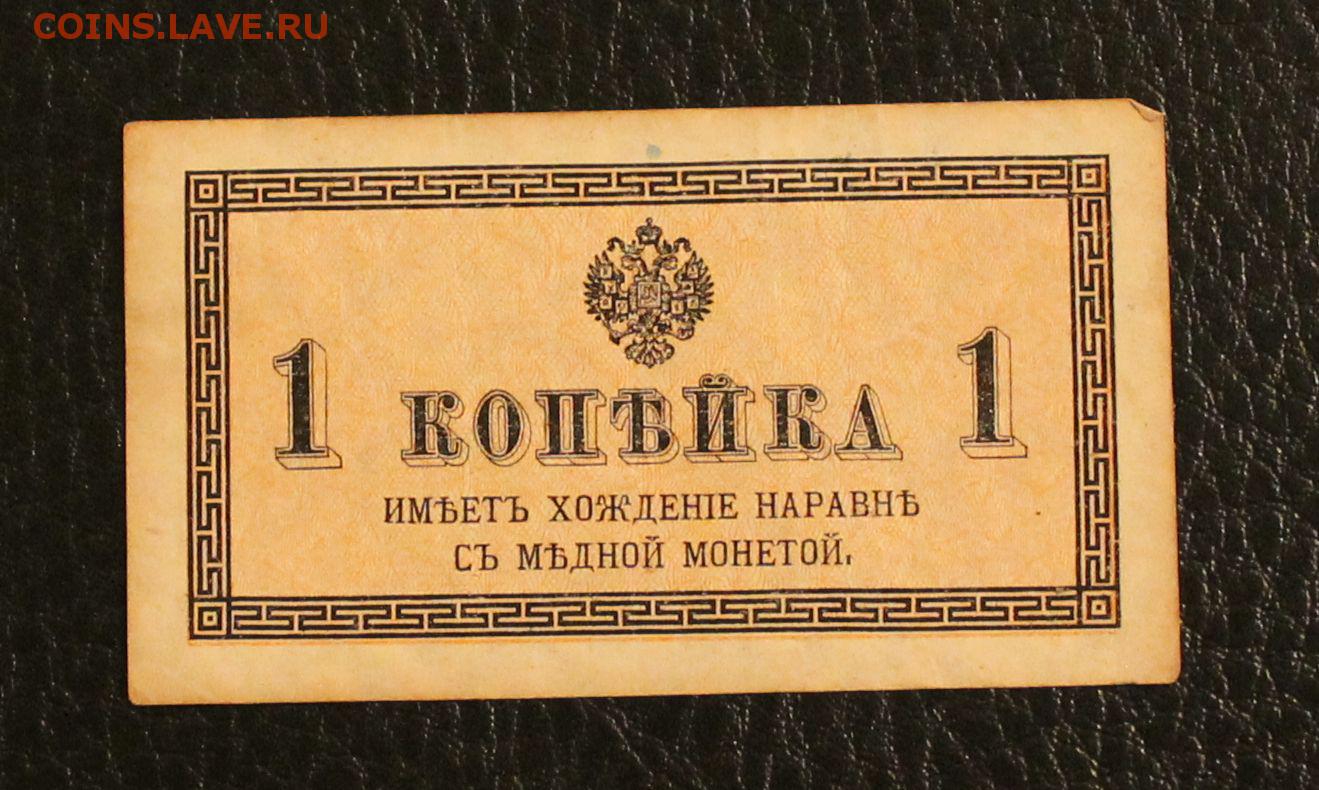 COINS.LAVE.RU
1 КОПѢЙКА 1
ИМѢЕТЪ ХОЖДЕНІЕ НАРАВНѢ
СЪ МѢДНОЙ МОНЕТОЙ.